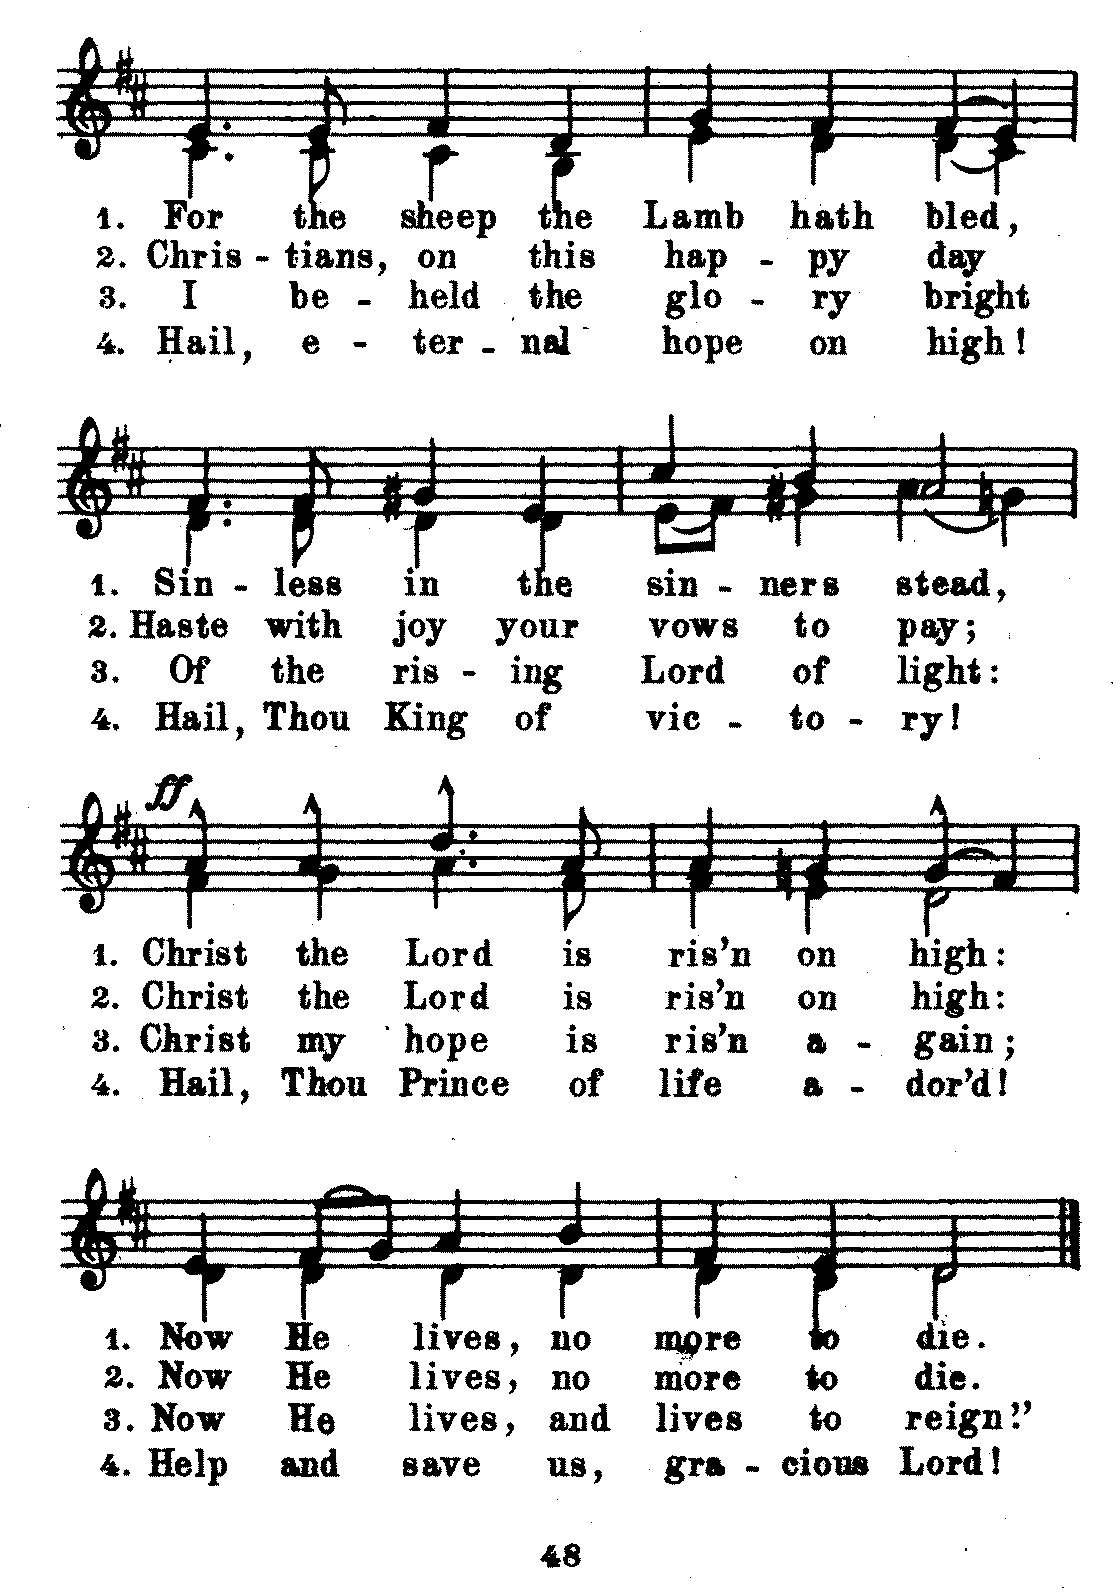 1. For the sheep the Lamb hath bled,
2. Chris - tians, on this hap - py day
3. I be - held the glo - ry bright
4. Hail, e - ter - nal hope on high!
1. Sin - less in the sin - ners stead,
2. Haste with joy your vows to pay;
3. Of the ris - ing Lord of light:
4. Hail, Thou King of vic - to - ry!
ff
1. Christ the Lord is ris'n on high:
2. Christ the Lord is ris'n on high:
3. Christ my hope is ris'n a - gain;
4. Hail, Thou Prince of life a - dor'd!
1. Now He lives, no more to die.
2. Now He lives, no more to die.
3. Now He lives, and lives to reign!'
4. Help and save us, gra - cious Lord!
48